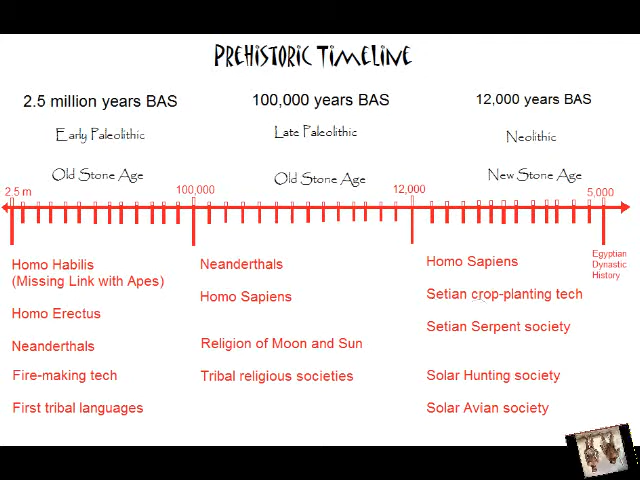 PREHISTORIC TIMELINE
2.5 million years BAS
100,000 years BAS
12,000 years BAS
Early Paleolithic
Late Paleolithic
Neolithic
Old Stone Age
Old Stone Age
New Stone Age
2.5 m
100,000
12,000
5,000
Homo Habilis
(Missing Link with Apes)
Homo Erectus
Neanderthals
Fire-making tech
First tribal languages
Neanderthals
Homo Sapiens
Religion of Moon and Sun
Tribal religious societies
Homo Sapiens
Setian crop-planting tech
Setian Serpent society
Solar Hunting society
Solar Avian society
Egyptian
Dynastic
History